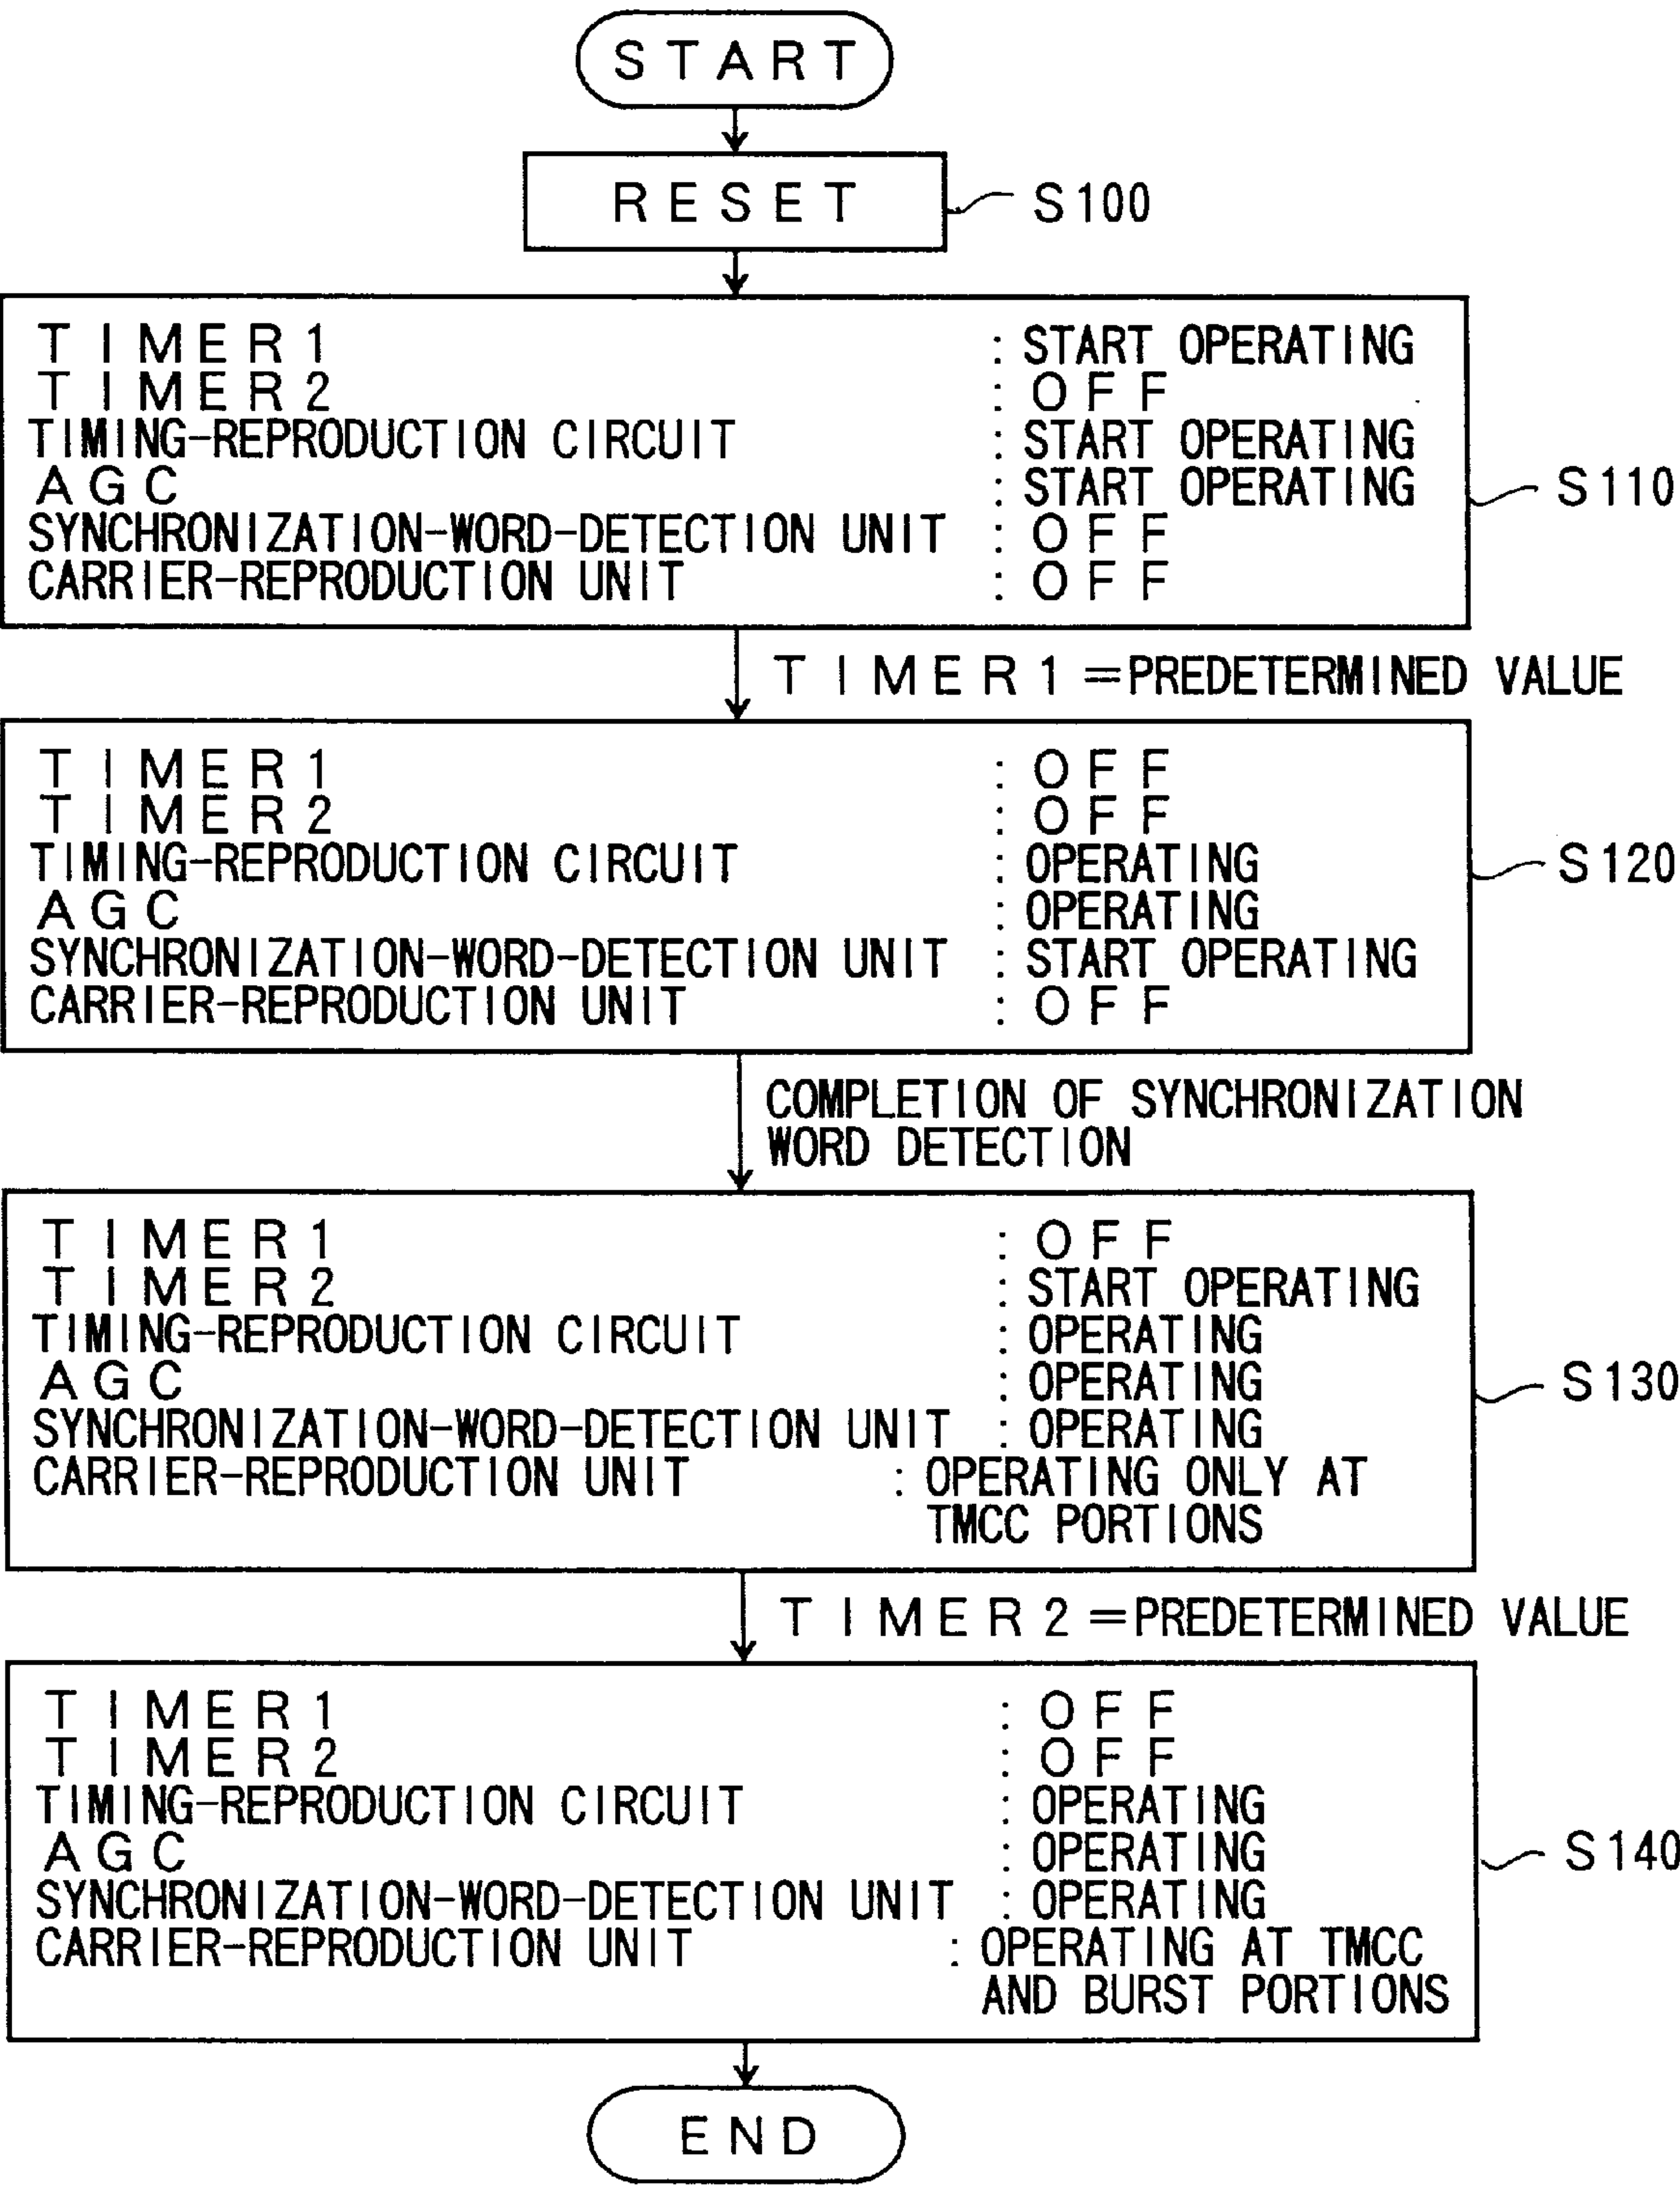 START
RESET
S100
TIMER1 : START OPERATING
TIMER2 : OFF
TIMING-REPRODUCTION CIRCUIT : START OPERATING
AGC : START OPERATING
SYNCHRONIZATION-WORD-DETECTION UNIT : OFF
CARRIER-REPRODUCTION UNIT : OFF
S110
TIMER1=PREDETERMINED VALUE
TIMER1 : OFF
TIMER2 : OFF
TIMING-REPRODUCTION CIRCUIT : OPERATING
AGC : OPERATING
SYNCHRONIZATION-WORD-DETECTION UNIT : START OPERATING
CARRIER-REPRODUCTION UNIT : OFF
S120
COMPLETION OF SYNCHRONIZATION
WORD DETECTION
TIMER1 : OFF
TIMER2 : START OPERATING
TIMING-REPRODUCTION CIRCUIT : OPERATING
AGC : OPERATING
SYNCHRONIZATION-WORD-DETECTION UNIT : OPERATING
CARRIER-REPRODUCTION UNIT : OPERATING ONLY AT
TMCC PORTIONS
S130
TIMER2=PREDETERMINED VALUE
TIMER1 : OFF
TIMER2 : OFF
TIMING-REPRODUCTION CIRCUIT : OPERATING
AGC : OPERATING
SYNCHRONIZATION-WORD-DETECTION UNIT : OPERATING
CARRIER-REPRODUCTION UNIT : OPERATING AT TMCC
AND BURST PORTIONS
S140
END